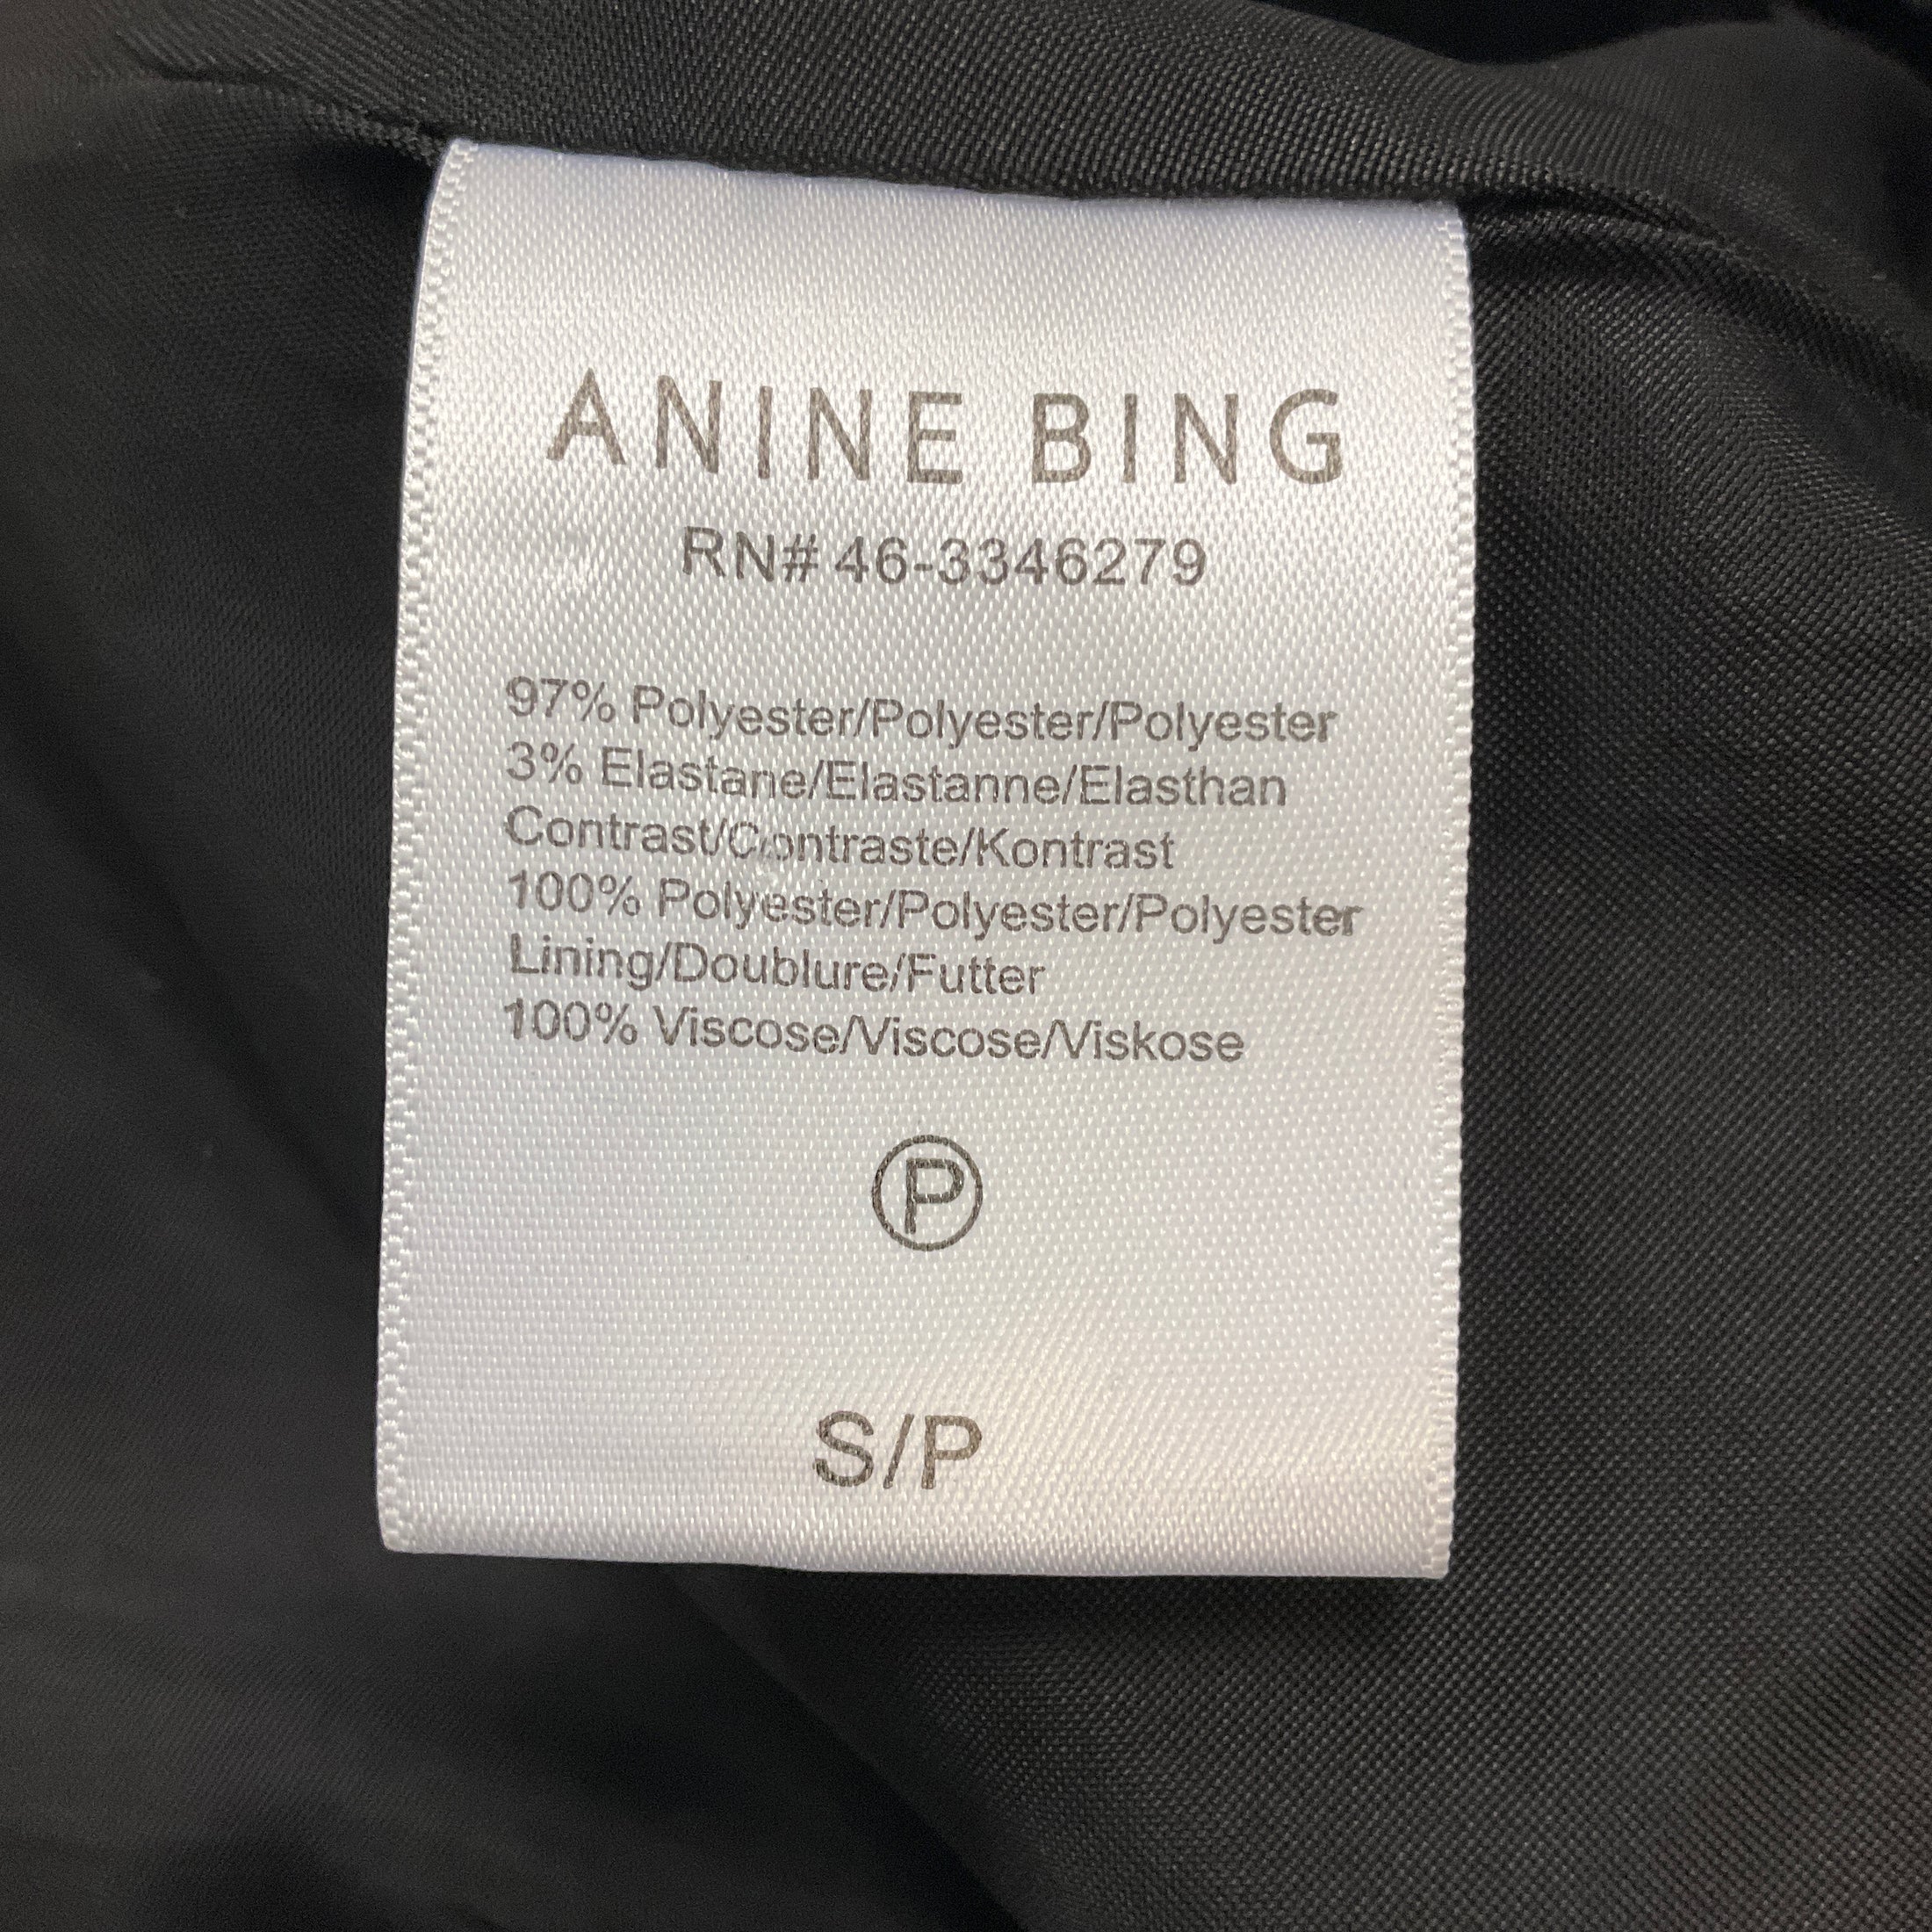 ANINE BING
RN# 46-3346279
97% Polyester/Polyester/Polyester
3% Elastane/Elastanne/Elasthan
Contrast/Contraste/Kontrast
100% Polyester/Polyester/Polyester
Lining/Doublure/Futter
100% Viscose/Viscose/Viskose
P
S/P